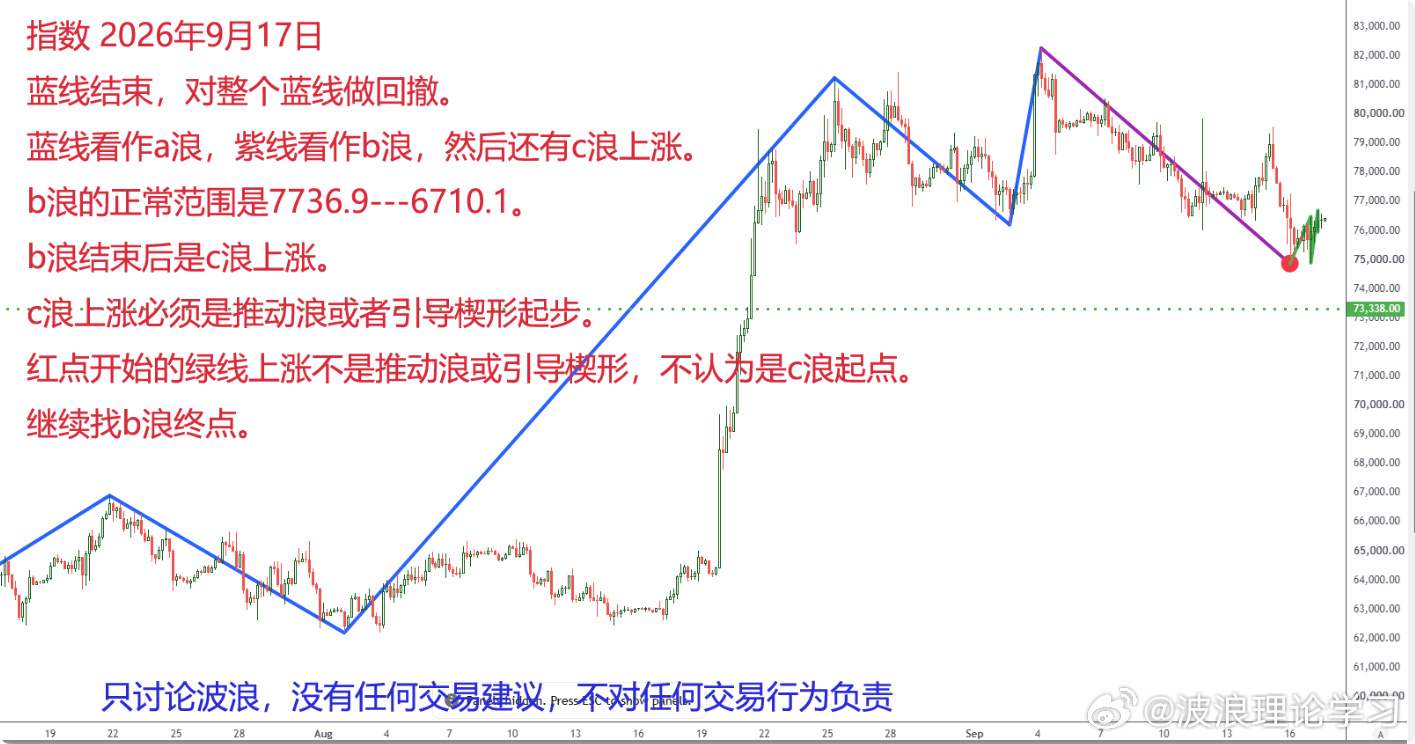 指数 2026年9月17日
蓝线结束，对整个蓝线做回撤。
蓝线看作a浪，紫线看作b浪，然后还有c浪上涨。
b浪的正常范围是7736.9---6710.1。
b浪结束后是c浪上涨。
c浪上涨必须是推动浪或者引导楔形起步。
红点开始的绿线上涨不是推动浪或引导楔形，不认为是c浪起点。
继续找b浪终点。
83,000.00
82,000.00
81,000.00
80,000.00
79,000.00
78,000.00
77,000.00
76,000.00
75,000.00
74,000.00
73,338.00
73,000.00
72,000.00
71,000.00
70,000.00
69,000.00
68,000.00
67,000.00
66,000.00
65,000.00
64,000.00
63,000.00
62,000.00
61,000.00
只讨论波浪，没有任何交易建议，不对任何交易行为负责
hidden. Press ESC to show panels.
@波浪理论学习
19 22 25 28 Aug 4 7 10 13 16 19 22 25 28 Sep 4 7 10 13 16 A